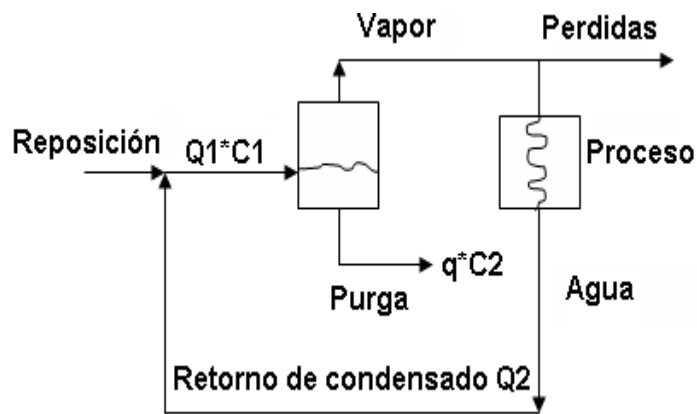 Vapor
Perdidas
Reposición
Q1*C1
Proceso
q*C2
Purga
Agua
Retorno de condensado Q2